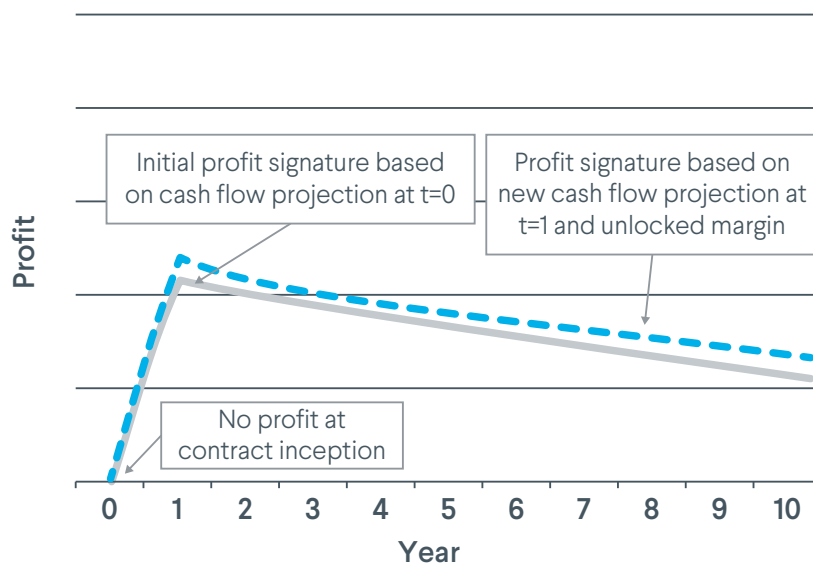 Initial profit signature based
on cash flow projection at t=0
Profit signature based on
new cash flow projection at
t=1 and unlocked margin
Profit
No profit at
contract inception
0 1 2 3 4 5 6 7 8 9 10
Year